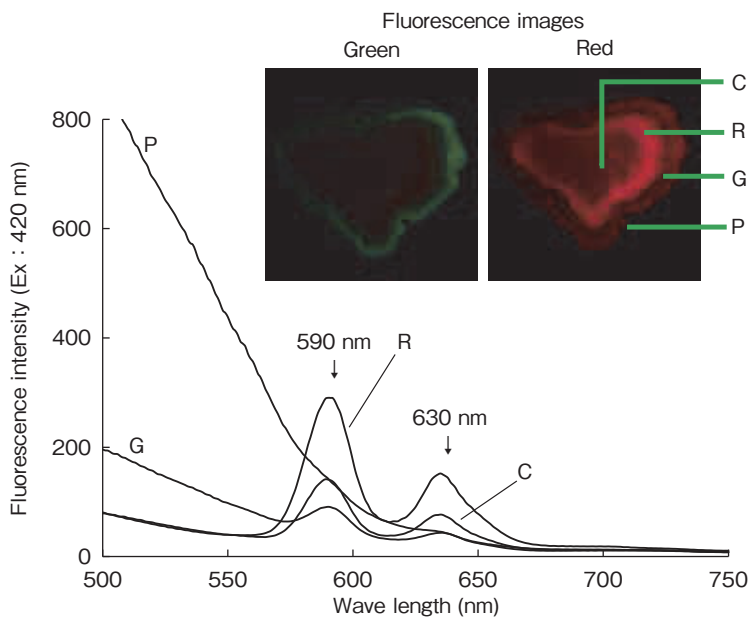 Fluorescence images
Green Red
C
R
G
P
800
600
400
200
0
Fluorescence intensity (Ex : 420 nm)
P
G
590 nm
R
630 nm
C
500 550 600 650 700 750
Wave length (nm)